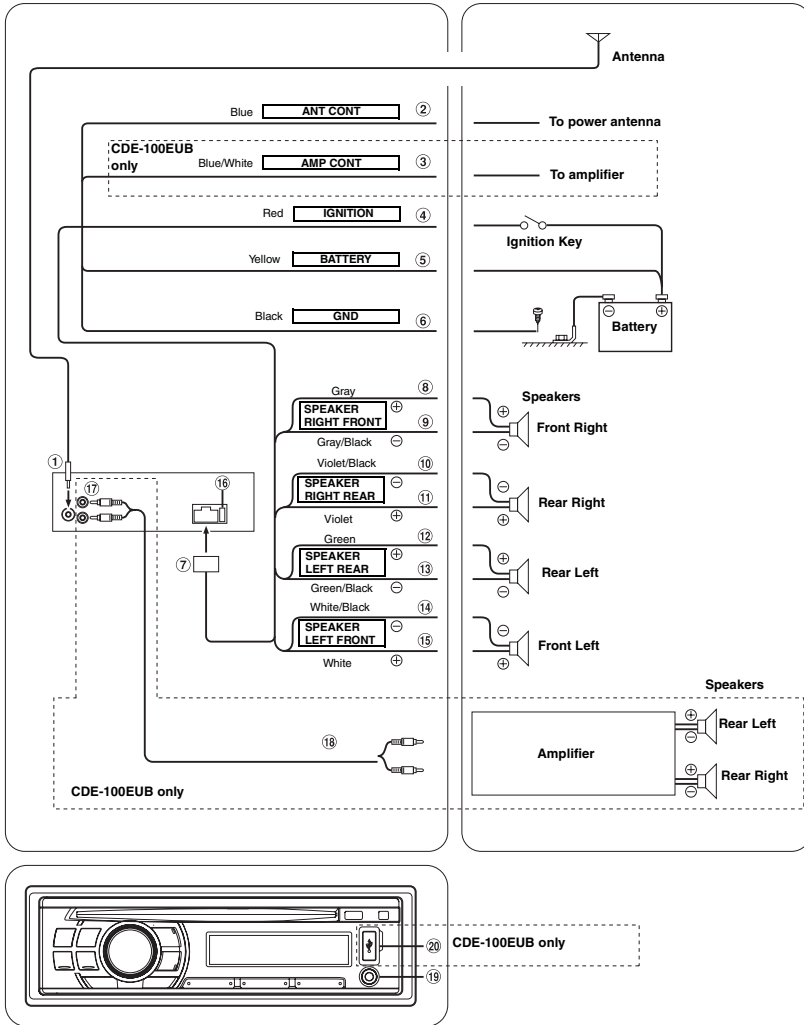 Antenna
Blue ANT CONT ②
To power antenna
CDE-100EUB
only
Blue/White AMP CONT ③
To amplifier
Red IGNITION ④
Ignition Key
Yellow BATTERY ⑤
Black GND ⑥
⊖ ⊕
Battery
Gray ⑧
SPEAKER
RIGHT FRONT ⊕
⑨
Gray/Black ⊖
Speakers
⊕
Front Right
⊖
Violet/Black ⑩
SPEAKER
RIGHT REAR ⊖
⑪
Violet ⊕
⊖
Rear Right
⊕
① ⑰ ⑯
⑦
Green ⑫
SPEAKER
LEFT REAR ⊕
⑬
Green/Black ⊖
⊕
Rear Left
⊖
White/Black ⑭
SPEAKER
LEFT FRONT ⊖
⑮
White ⊕
⊖
Front Left
⊕
Speakers
⑱
Amplifier
⊕
Rear Left
⊖
⊕
Rear Right
⊖
CDE-100EUB only
⑳ CDE-100EUB only
⑲